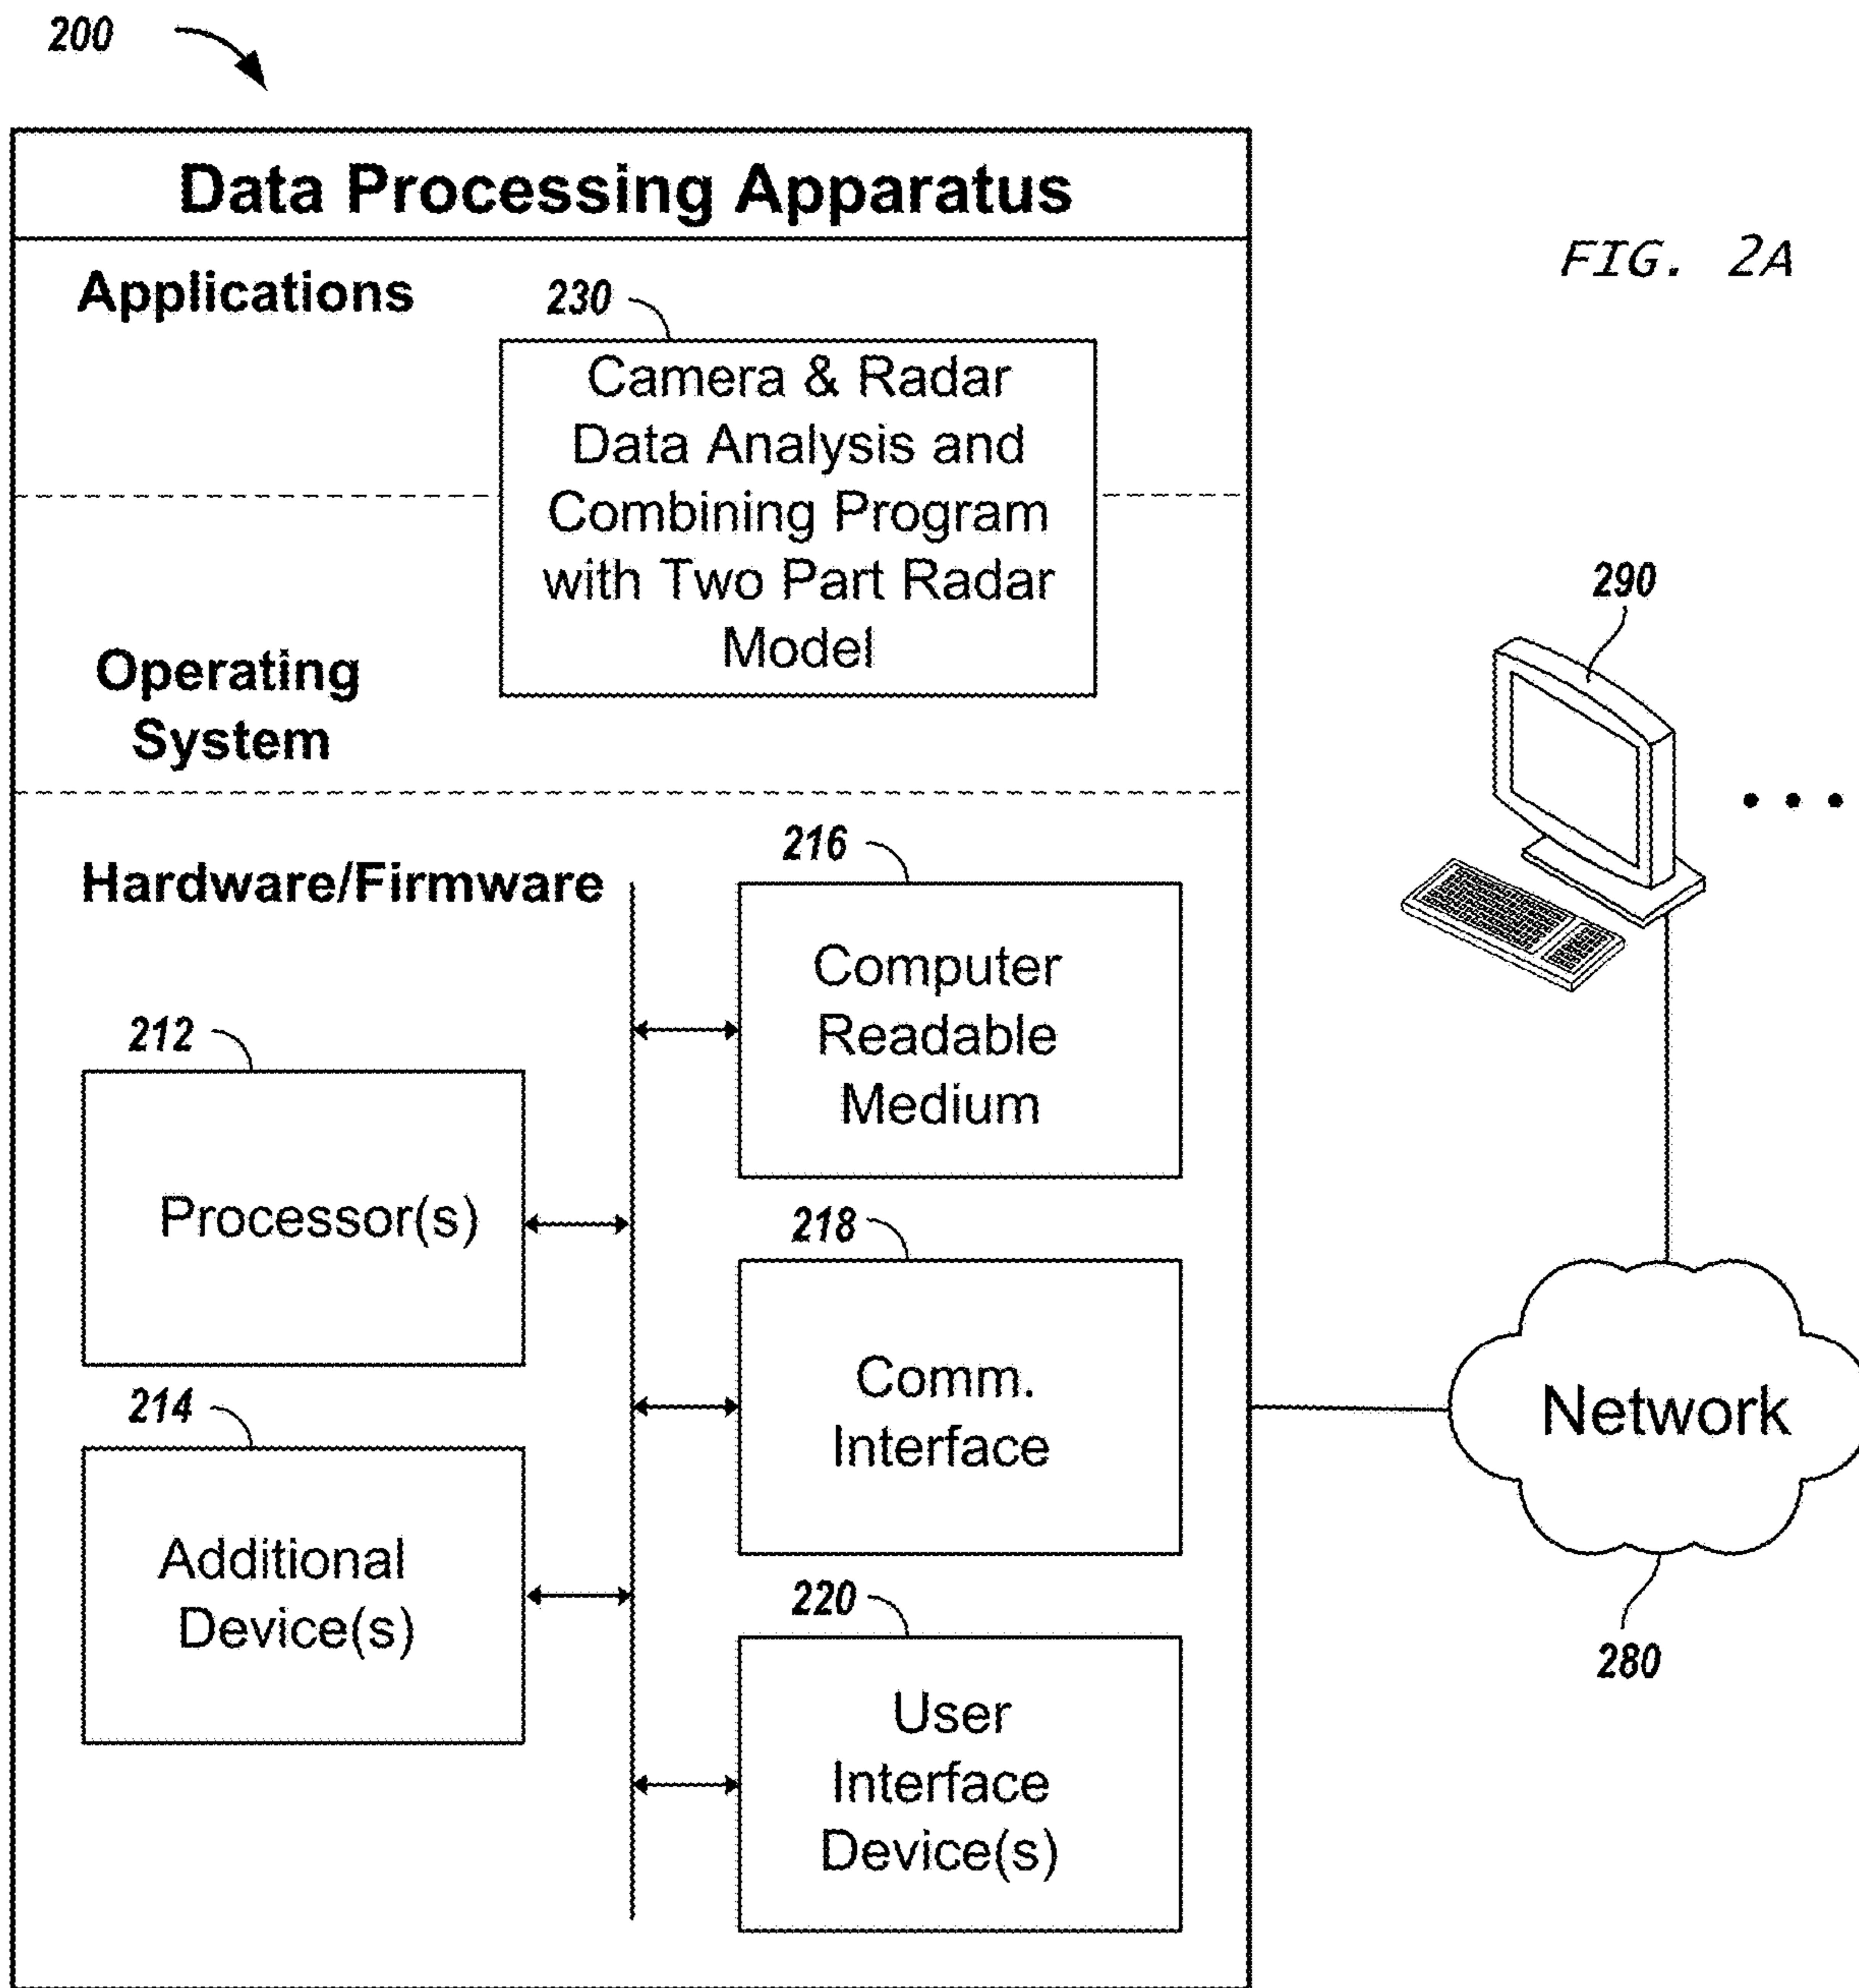 200
Data Processing Apparatus
FIG. 2A
Applications
230
Camera & Radar
Data Analysis and
Combining Program
with Two Part Radar
Model
Operating
System
290
Hardware/Firmware
216
Computer
Readable
Medium
212
Processor(s)
218
Comm.
Interface
Network
280
214
Additional
Device(s)
220
User
Interface
Device(s)